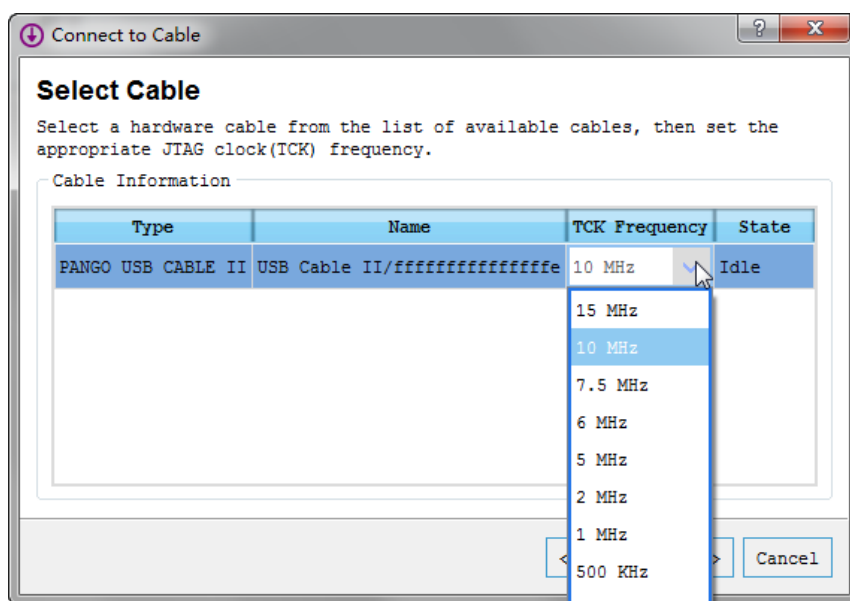 Connect to Cable
Select Cable
Select a hardware cable from the list of available cables, then set the
appropriate JTAG clock(TCK) frequency.
Cable Information
Type Name TCK Frequency State
PANGO USB CABLE II USB Cable II/fffffffffffffffe 10 MHz Idle
15 MHz
10 MHz
7.5 MHz
6 MHz
5 MHz
2 MHz
1 MHz
< > Cancel
500 KHz